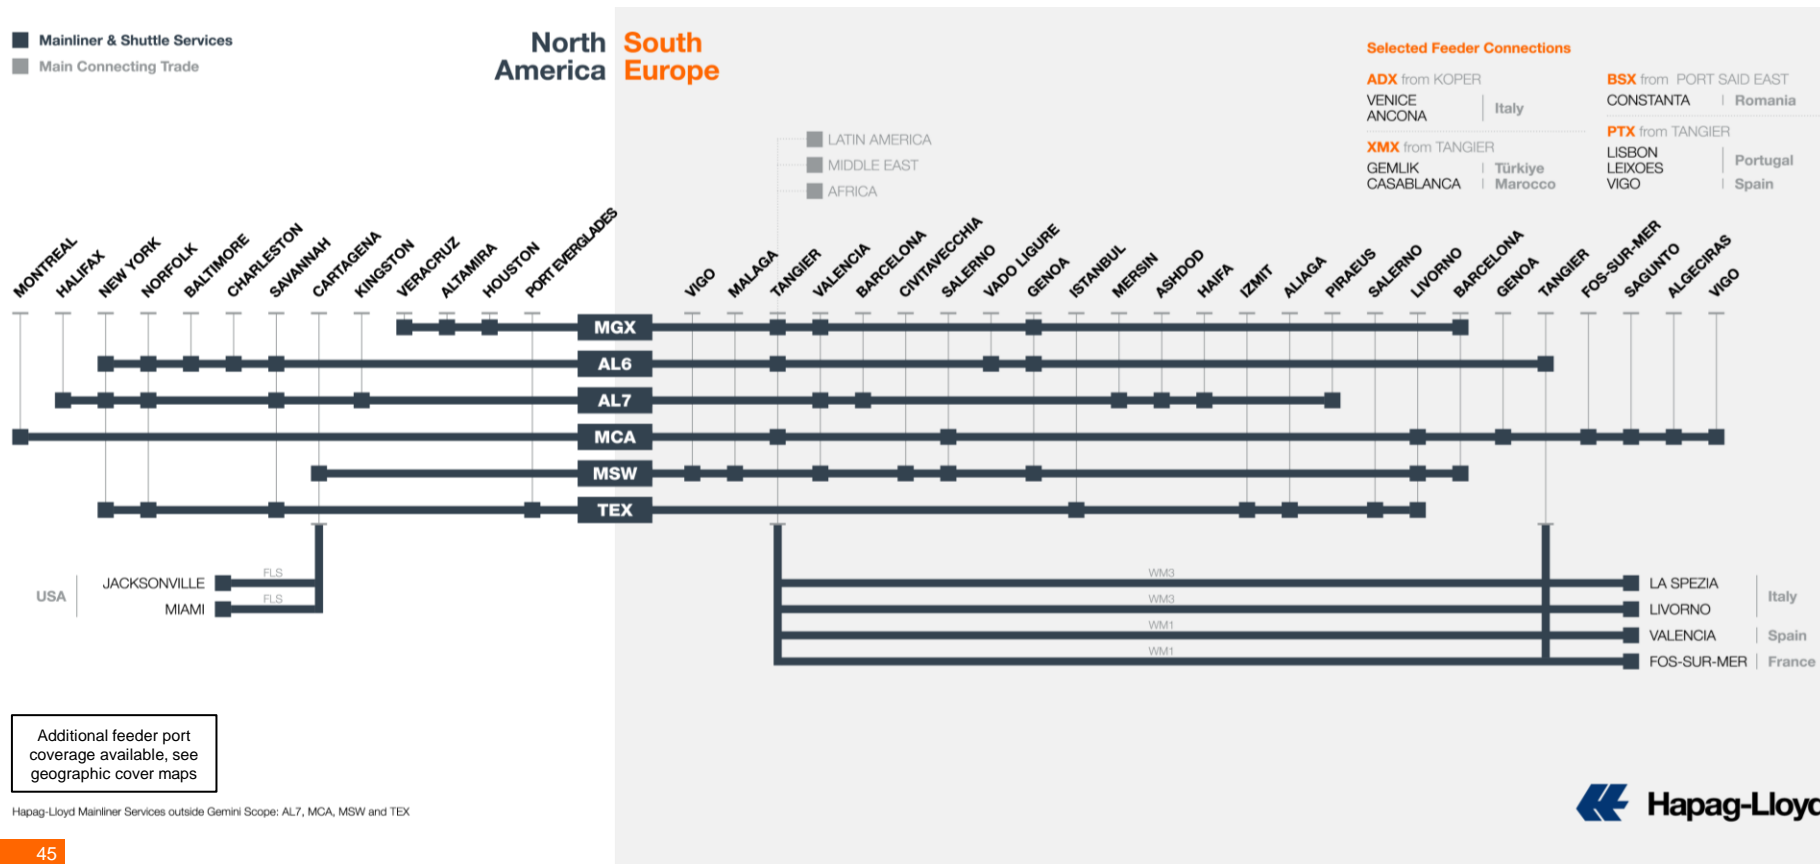 Mainliner & Shuttle Services
Main Connecting Trade
North South
America Europe
Selected Feeder Connections
ADX from KOPER
VENICE
ANCONA
Italy
XMX from TANGIER
GEMLIK Türkiye
CASABLANCA Marocco
BSX from PORT SAID EAST
CONSTANTA Romania
PTX from TANGIER
LISBON
LEIXOES
Portugal
VIGO Spain
LATIN AMERICA
MIDDLE EAST
AFRICA
MONTREAL
HALIFAX
NEW YORK
NORFOLK
BALTIMORE
CHARLESTON
SAVANNAH
CARTAGENA
KINGSTON
VERACRUZ
ALTAMIRA
HOUSTON
PORT EVERGLADES
VIGO
MALAGA
TANGIER
VALENCIA
BARCELONA
CIVITAVECCHIA
SALERNO
VADO LIGURE
GENOA
ISTANBUL
MERSIN
ASHDOD
HAIFA
IZMIT
ALIAGA
PIRAEUS
SALERNO
LIVORNO
BARCELONA
GENOA
TANGIER
FOS-SUR-MER
SAGUNTO
ALGECIRAS
VIGO
MGX
AL6
AL7
MCA
MSW
TEX
USA
JACKSONVILLE
FLS
MIAMI
FLS
WM3
LA SPEZIA
WM3
LIVORNO
Italy
WM1
VALENCIA Spain
WM1
FOS-SUR-MER France
Additional feeder port
coverage available, see
geographic cover maps
Hapag-Lloyd Mainliner Services outside Gemini Scope: AL7, MCA, MSW and TEX
Hapag-Lloyd
45